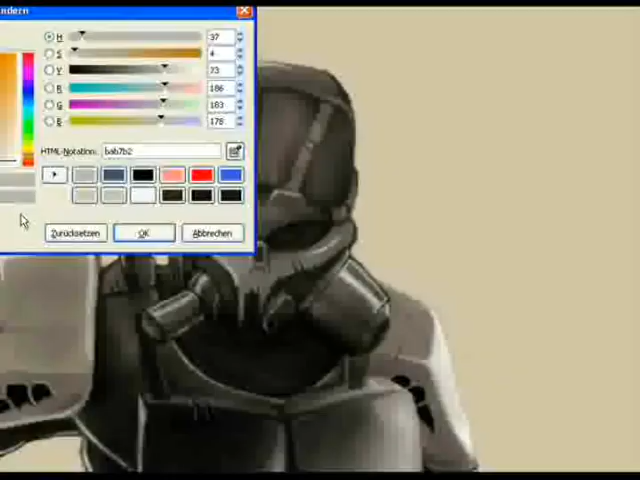 ndern
H 37
S 4
V 73
R 186
G 183
B 178
HTML-Notation: bab7b2
Zurücksetzen OK Abbrechen